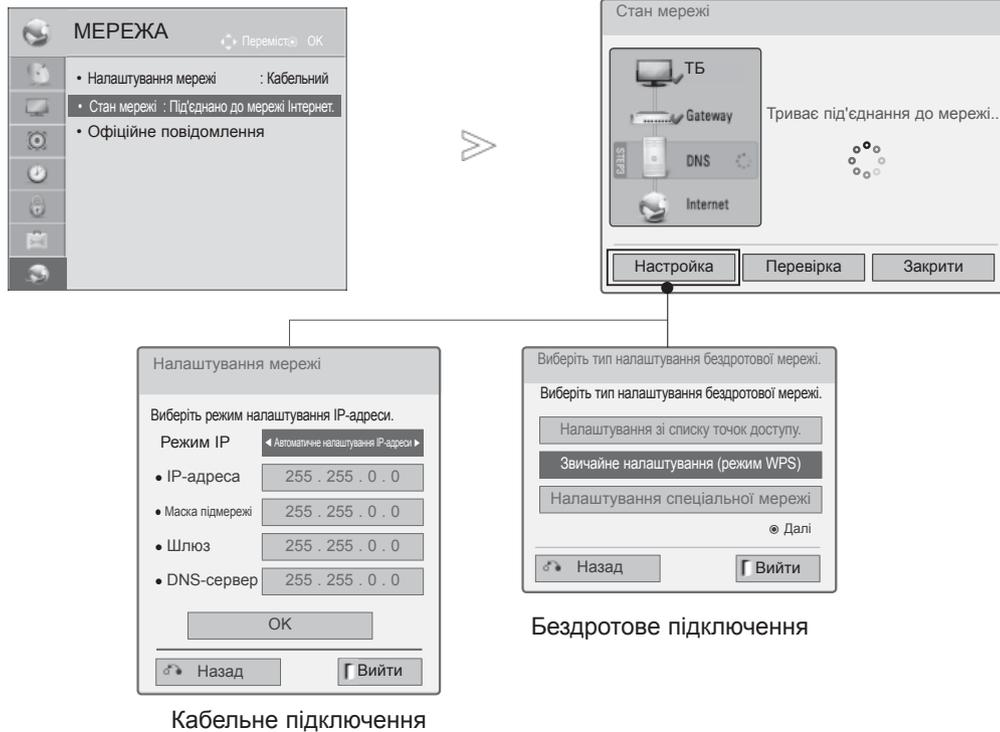 МЕРЕЖА
Переміст. OK
• Налаштування мережі : Кабельний
• Стан мережі : Під'єднано до мережі Інтернет.
• Офіційне повідомлення
Стан мережі
ТБ
Gateway
STEP3
DNS
Internet
Триває під'єднання до мережі..
Настройка
Перевірка
Закрити
Налаштування мережі
Виберіть режим налаштування IP-адреси.
Режим IP ◀ Автоматичне налаштування IP-адреси ▶
• IP-адреса 255 . 255 . 0 . 0
• Маска підмережі 255 . 255 . 0 . 0
• Шлюз 255 . 255 . 0 . 0
• DNS-сервер 255 . 255 . 0 . 0
OK
Назад
Вийти
Кабельне підключення
Виберіть тип налаштування бездротової мережі.
Виберіть тип налаштування бездротової мережі.
Налаштування зі списку точок доступу.
Звичайне налаштування (режим WPS)
Налаштування спеціальної мережі
◉ Далі
Назад
Вийти
Бездротове підключення